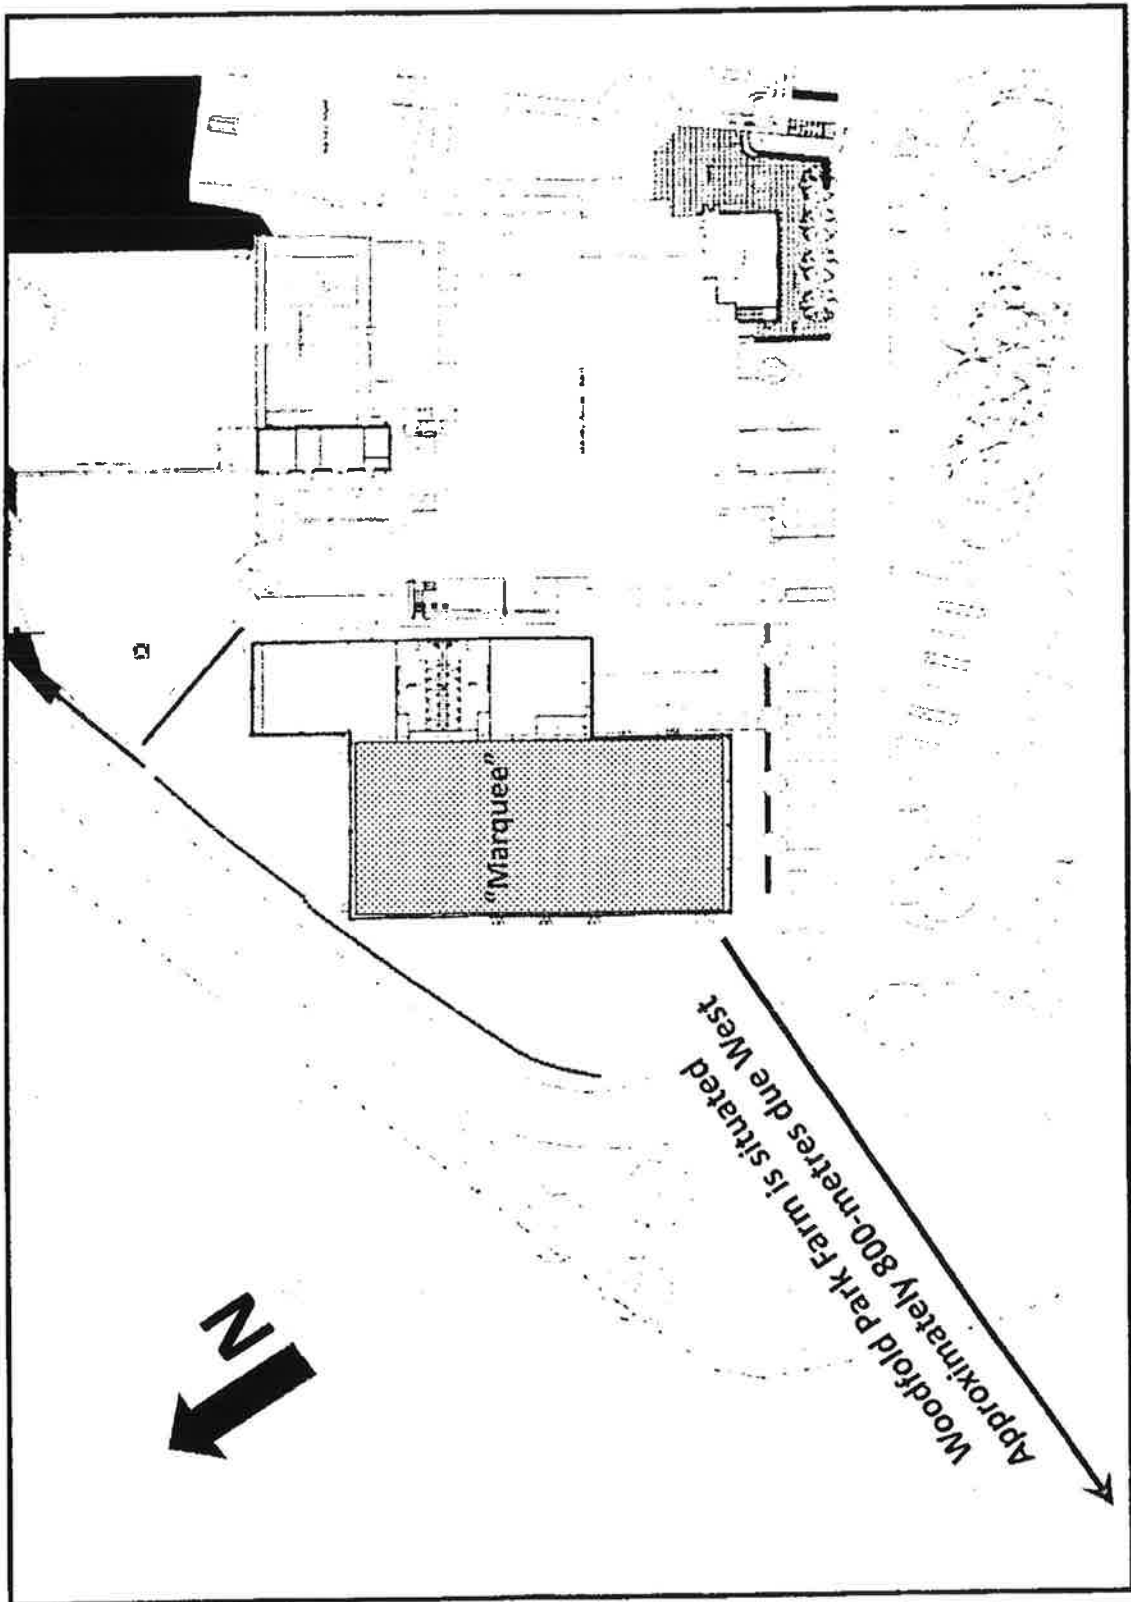 "Marquee"
Woodfold Park Farm is situated
Approximately 800-metres due West
N